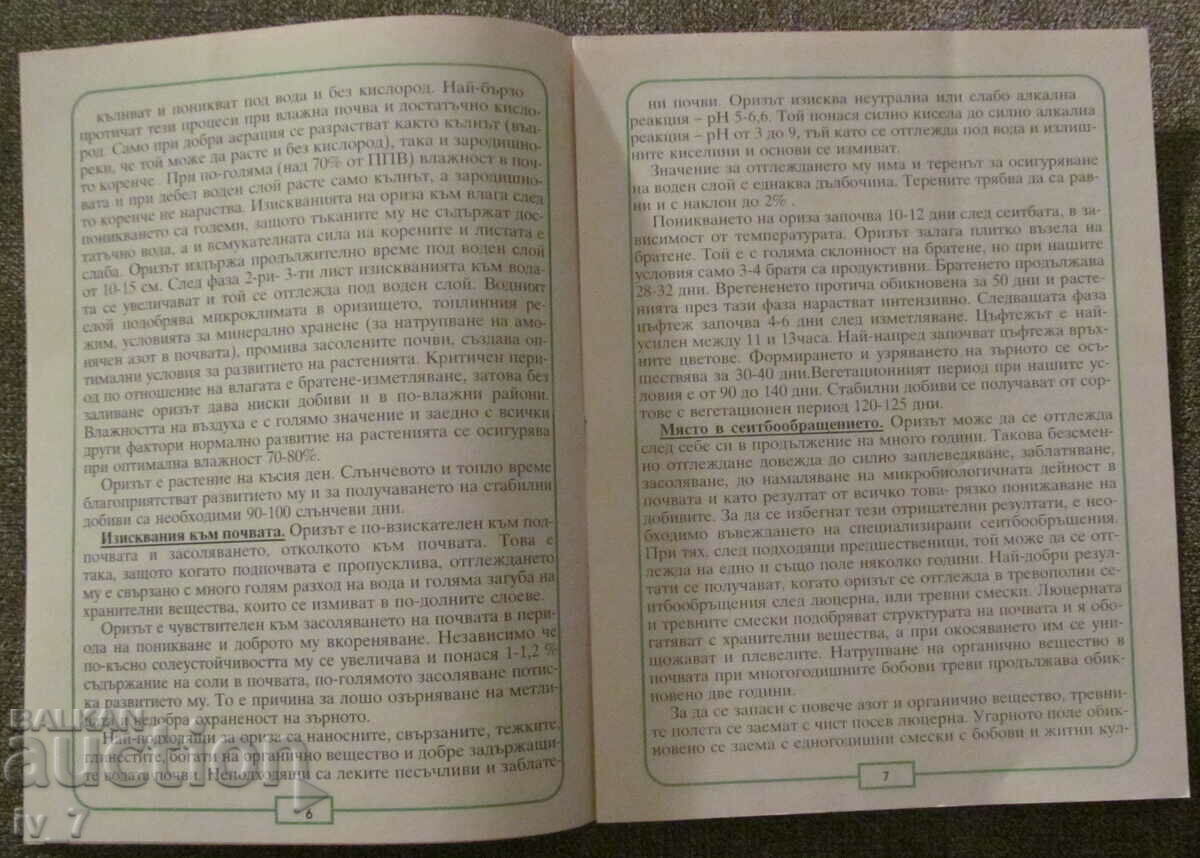 кълнват и поникват под вода и без кислород. Най-бързо
протичат тези процеси при влажна почва и достатъчно кисло-
род. Само при добра аерация се разрастват както кълнът (въп-
реки, че той може да расте и без кислород), така и зародишно-
то коренче. При по-голяма (над 70% от ППВ) влажност в поч-
вата и при дебел воден слой расте само кълнът, а зародишно-
то коренче не нараства. Изискванията на ориза към влага след
поникването са големи, защото тъканите му не съдържат дос-
татъчно вода, а и всмукателната сила на корените и листата е
слаба. Оризът издържа продължително време под воден слой
от 10-15 см. След фаза 2-ри- 3-ти лист изискванията към вода-
та се увеличават и той се отглежда под воден слой. Водният
слой подобрява микроклимата в оризището, топлинния ре-
жим, условията за минерално хранене (за натрупване на амо-
нячен азот в почвата), промива засолените почви, създава оп-
тимални условия за развитието на растенията. Критичен пери-
од по отношение на влагата е братене-изметляване, затова без
заливане оризът дава ниски добиви и в по-влажни райони.
Влажността на въздуха е с голямо значение и заедно с всички
други фактори нормално развитие на растенията се осигурява
при оптимална влажност 70-80%.
Оризът е растение на късия ден. Слънчевото и топло време
благоприятстват развитието му и за получаването на стабилни
добиви са необходими 90-100 слънчеви дни.
Изисквания към почвата. Оризът е по-взискателен към под-
почвата и засоляването, отколкото към почвата. Това е
така, защото когато подпочвата е пропусклива, отглеждането
му е свързано с много голям разход на вода и голяма загуба на
хранителни вещества, които се измиват в по-долните слоеве.
Оризът е чувствителен към засоляването на почвата в пери-
ода на поникване и доброто му вкореняване. Независимо че
по-късно солеустойчивостта му се увеличава и понася 1-1,2 %
съдържание на соли в почвата, по-голямото засоляване потис-
ка развитието му. То е причина за лошо озърняване на метли-
цата и недобра охраненост на зърното.
Най-подходящи за ориза са наносните, свързаните, тежките,
глинестите, богати на органично вещество и добре задържащи-
те водата почви. Неподходящи са леките песъчливи и заблате-
6
ни почви. Оризът изисква неутрална или слабо алкална
реакция – pH 5-6,6. Той понася силно кисела до силно алкална
реакция – pH от 3 до 9, тъй като се отглежда под вода и излиш-
ните киселини и основи се измиват.
Значение за отглеждането му има и теренът за осигуряване
на воден слой с еднаква дълбочина. Терените трябва да са рав-
ни и с наклон до 2% .
Поникването на ориза започва 10-12 дни след сеитбата, в за-
висимост от температурата. Оризът залага плитко възела на
братене. Той е с голяма склонност на братене, но при нашите
условия само 3-4 братя са продуктивни. Братенето продължава
28-32 дни. Вретененето протича обикновена за 50 дни и расте-
нията през тази фаза нарастват интензивно. Следващата фаза
цъфтеж започва 4-6 дни след изметляване. Цъфтежът е най-
усилен между 11 и 13часа. Най-напред започват цъфтежа връх-
ните цветове. Формирането и узряването на зърното се осъ-
ществява за 30-40 дни.Вегетационният период при нашите ус-
ловия е от 90 до 140 дни. Стабилни добиви се получават от сор-
тове с вегетационен период 120-125 дни.
Място в сеитбообращението. Оризът може да се отглежда
след себе си в продължение на много години. Такова безсмен-
но отглеждане довежда до силно заплевеляване, заблатяване,
засоляване, до намаляване на микробиологичната дейност в
почвата и като резултат от всичко това- рязко понижаване на
добивите. За да се избегнат тези отрицателни резултати, е нео-
бходимо въвеждането на специализирани сеитбообращения.
При тях, след подходящи предшественици, той може да се отг-
лежда на едно и също поле няколко години. Най-добри резул-
тати се получават, когато оризът се отглежда в тревополни се-
итбообръщения след люцерна, или тревни смески. Люцерната
и тревните смески подобряват структурата на почвата и я обо-
гатяват с хранителни вещества, а при окосяването им се уни-
щожават и плевелите. Натрупване на органично вещество в
почвата при многогодишните бобови треви продължава обик-
новено две години.
За да се запаси с повече азот и органично вещество, тревни-
те полета се заемат с чист посев люцерна. Угарното поле обик-
новено се заема с едногодишни смески с бобови и житни кул-
7
BALKAN
auction
iv_7